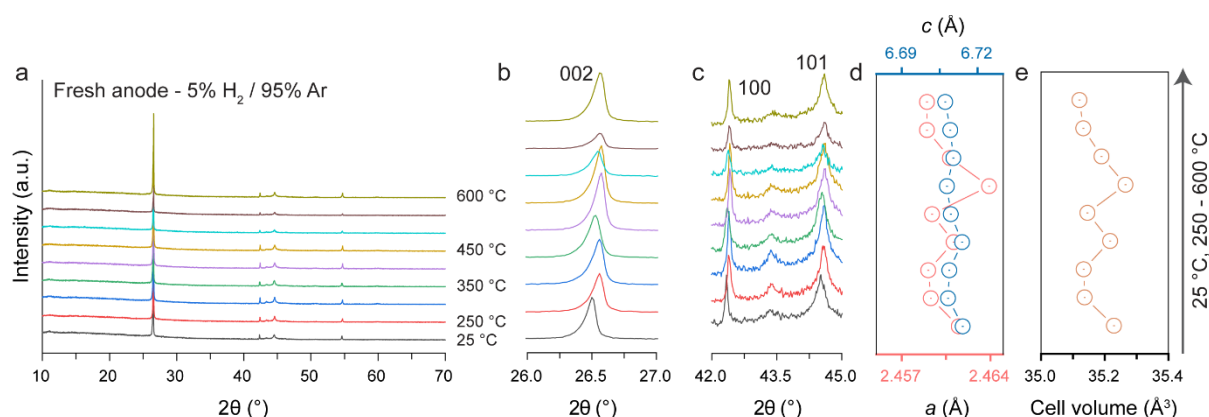 a
Fresh anode - 5% H₂ / 95% Ar
Intensity (a.u.)
600 °C
450 °C
350 °C
250 °C
25 °C
10 20 30 40 50 60 70
2θ (°)
b
002
26.0 26.5 27.0
2θ (°)
c
100
101
42.0 43.5 45.0
2θ (°)
d
c (Å)
6.69 6.72
2.457 2.464
a (Å)
e
35.0 35.2 35.4
Cell volume (Å³)
25 °C, 250 - 600 °C